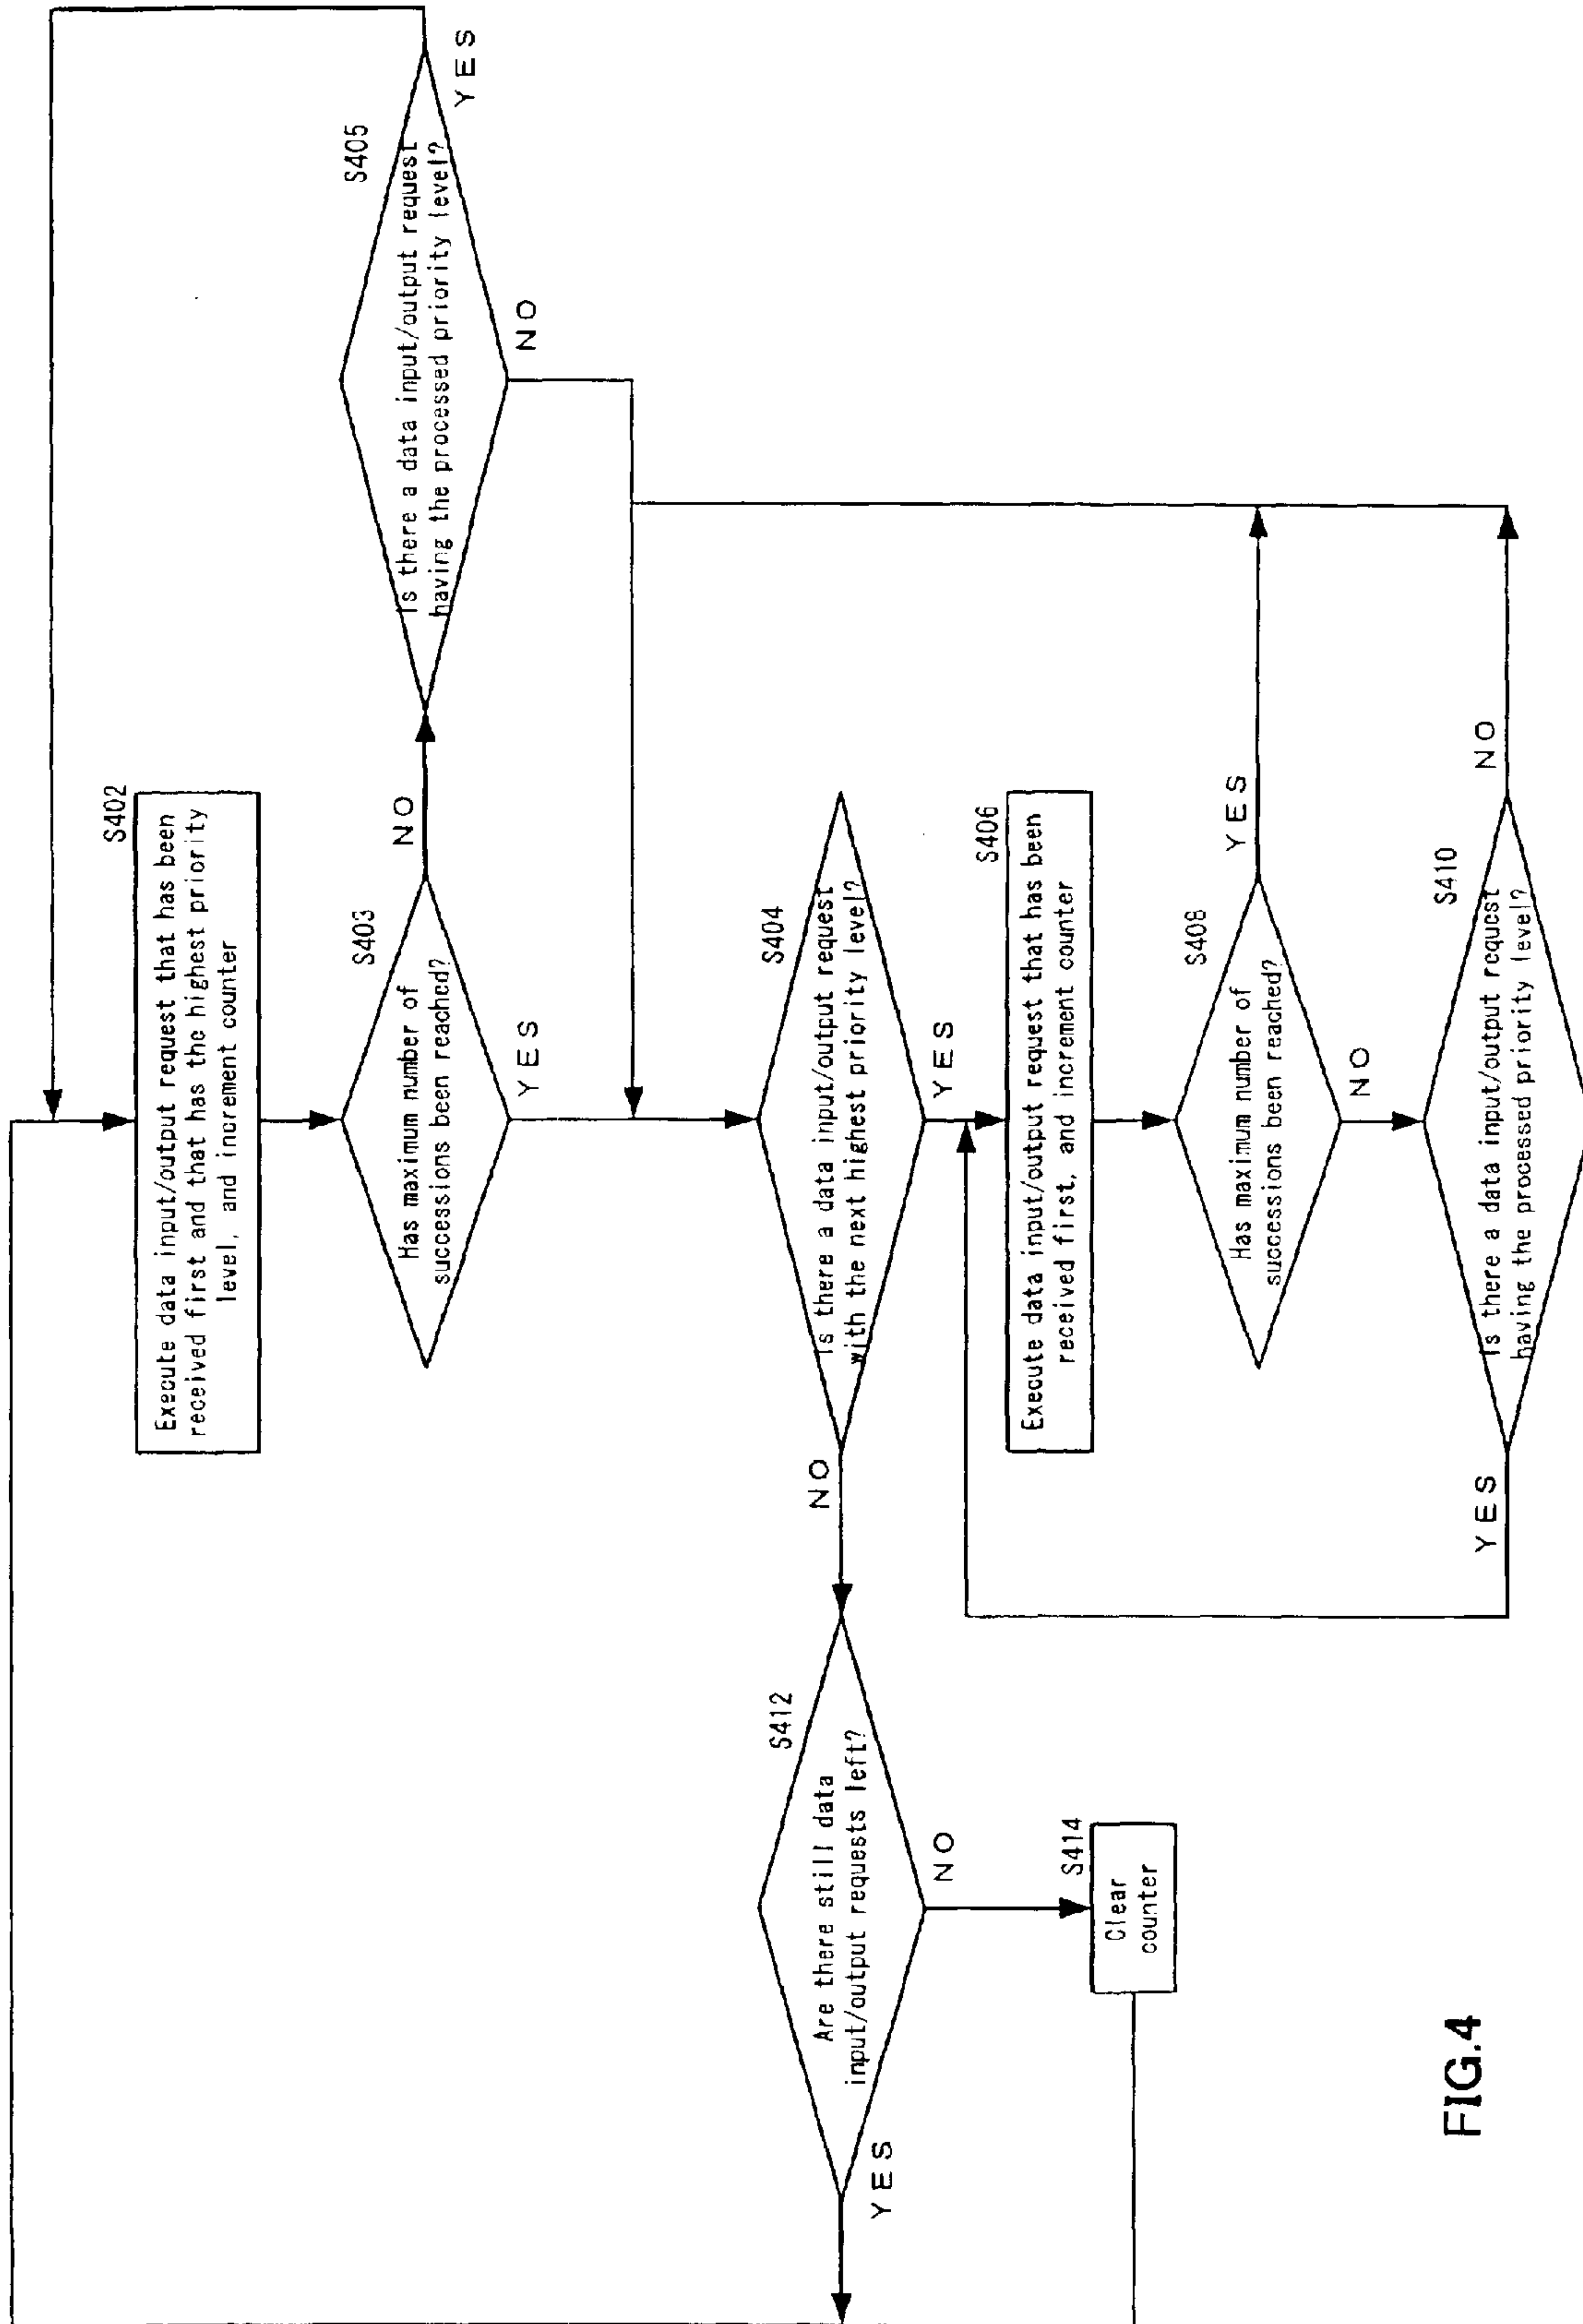 S402
Execute data input/output request that has been
received first and that has the highest priority
level, and increment counter
S403
Has maximum number of
successions been reached?
NO
YES
S405
Is there a data input/output request
having the processed priority level?
YES
NO
S404
Is there a data input/output request
with the next highest priority level?
NO
YES
S406
Execute data input/output request that has been
received first, and increment counter
S408
Has maximum number of
successions been reached?
YES
NO
S410
Is there a data input/output request
having the processed priority level?
YES
NO
S412
Are there still data
input/output requests left?
YES
NO
S414
Clear
counter
FIG.4